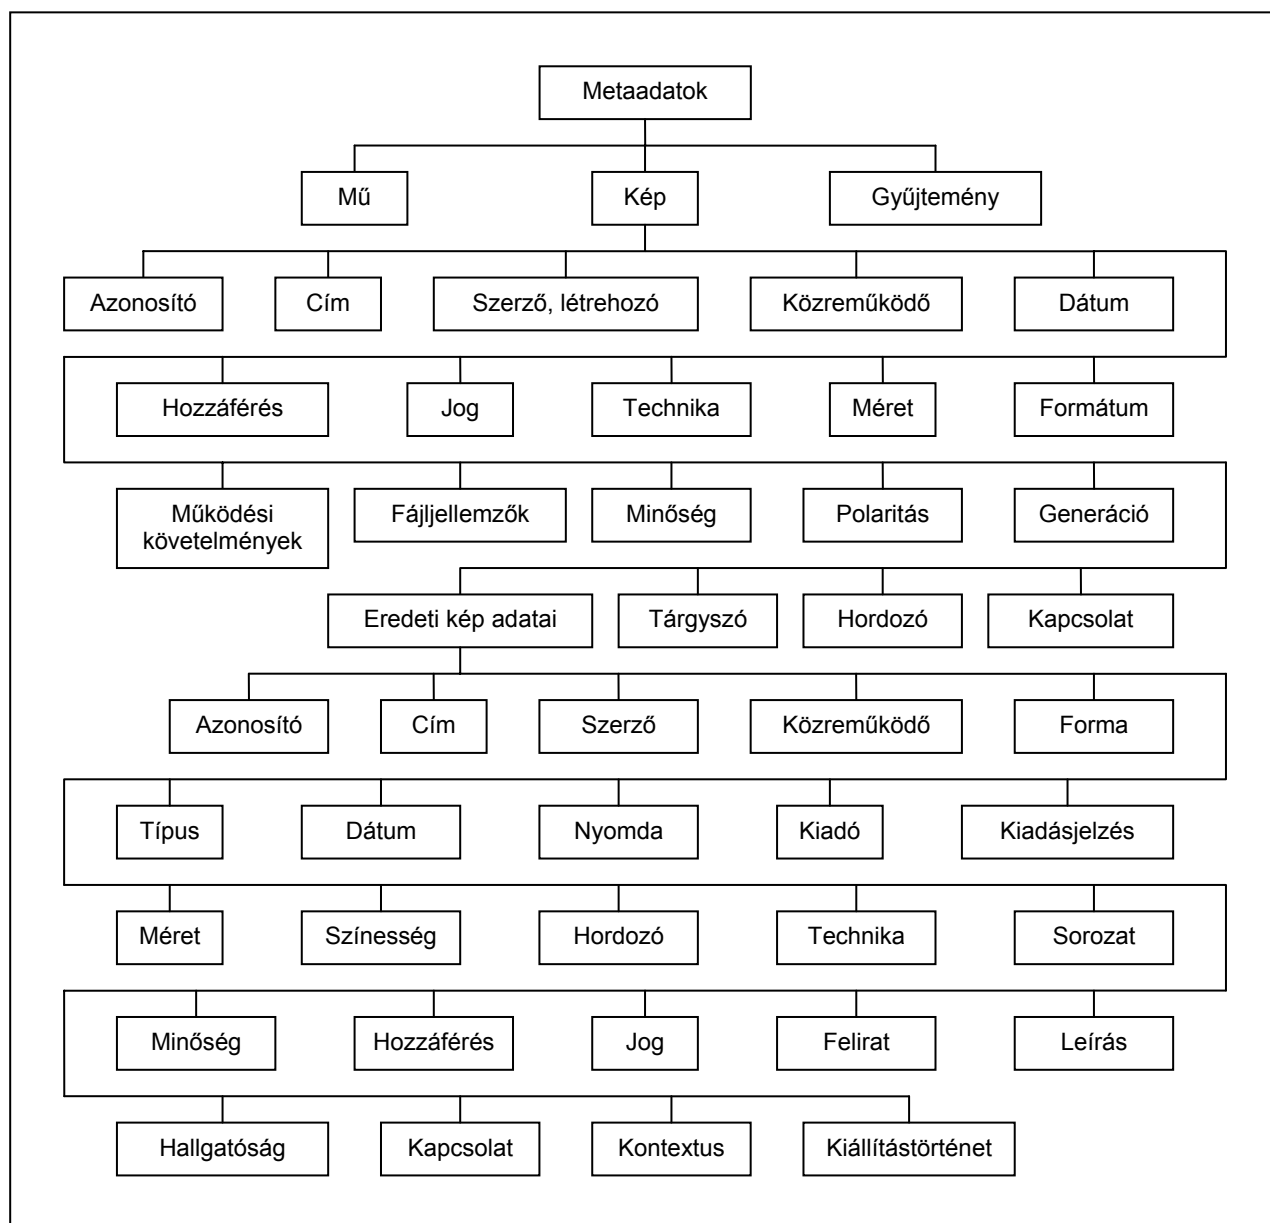 Metaadatok
Mű
Kép
Gyűjtemény
Azonosító
Cím
Szerző, létrehozó
Közreműködő
Dátum
Hozzáférés
Jog
Technika
Méret
Formátum
Működési
követelmények
Fájljellemzők
Minőség
Polaritás
Generáció
Eredeti kép adatai
Tárgyszó
Hordozó
Kapcsolat
Azonosító
Cím
Szerző
Közreműködő
Forma
Típus
Dátum
Nyomda
Kiadó
Kiadásjelzés
Méret
Színesség
Hordozó
Technika
Sorozat
Minőség
Hozzáférés
Jog
Felirat
Leírás
Hallgatóság
Kapcsolat
Kontextus
Kiállítástörténet